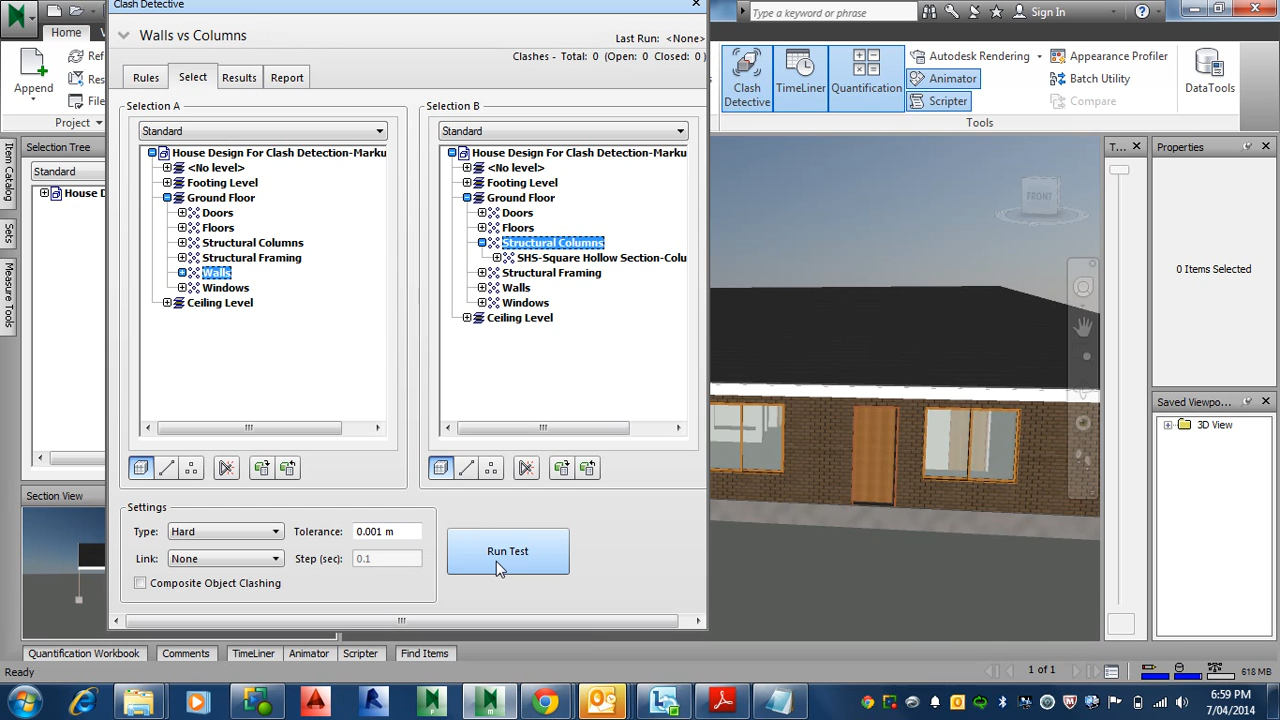 Clash Detective
Walls vs Columns
Last Run: <None>
Clashes - Total: 0 (Open: 0 Closed: 0)
Rules
Select
Results
Report
Selection A
Standard
House Design For Clash Detection-Marku
<No level>
Footing Level
Ground Floor
Doors
Floors
Structural Columns
Structural Framing
Walls
Windows
Ceiling Level
Selection B
Standard
House Design For Clash Detection-Marku
<No level>
Footing Level
Ground Floor
Doors
Floors
Structural Columns
SHS-Square Hollow Section-Colu
Structural Framing
Walls
Windows
Ceiling Level
Settings
Type: Hard
Tolerance: 0.001 m
Link: None
Step (sec): 0.1
Composite Object Clashing
Run Test
Home
Append
Project
Selection Tree
Standard
House D
Item Catalog
Sets
Measure Tools
Section View
Type a keyword or phrase
Sign In
Clash
Detective
TimeLiner
Quantification
Autodesk Rendering
Animator
Scripter
Appearance Profiler
Batch Utility
Compare
DataTools
Tools
FRONT
T...
Properties
0 Items Selected
Saved Viewpo...
3D View
Quantification Workbook
Comments
TimeLiner
Animator
Scripter
Find Items
Ready
1 of 1
618 MB
6:59 PM
7/04/2014